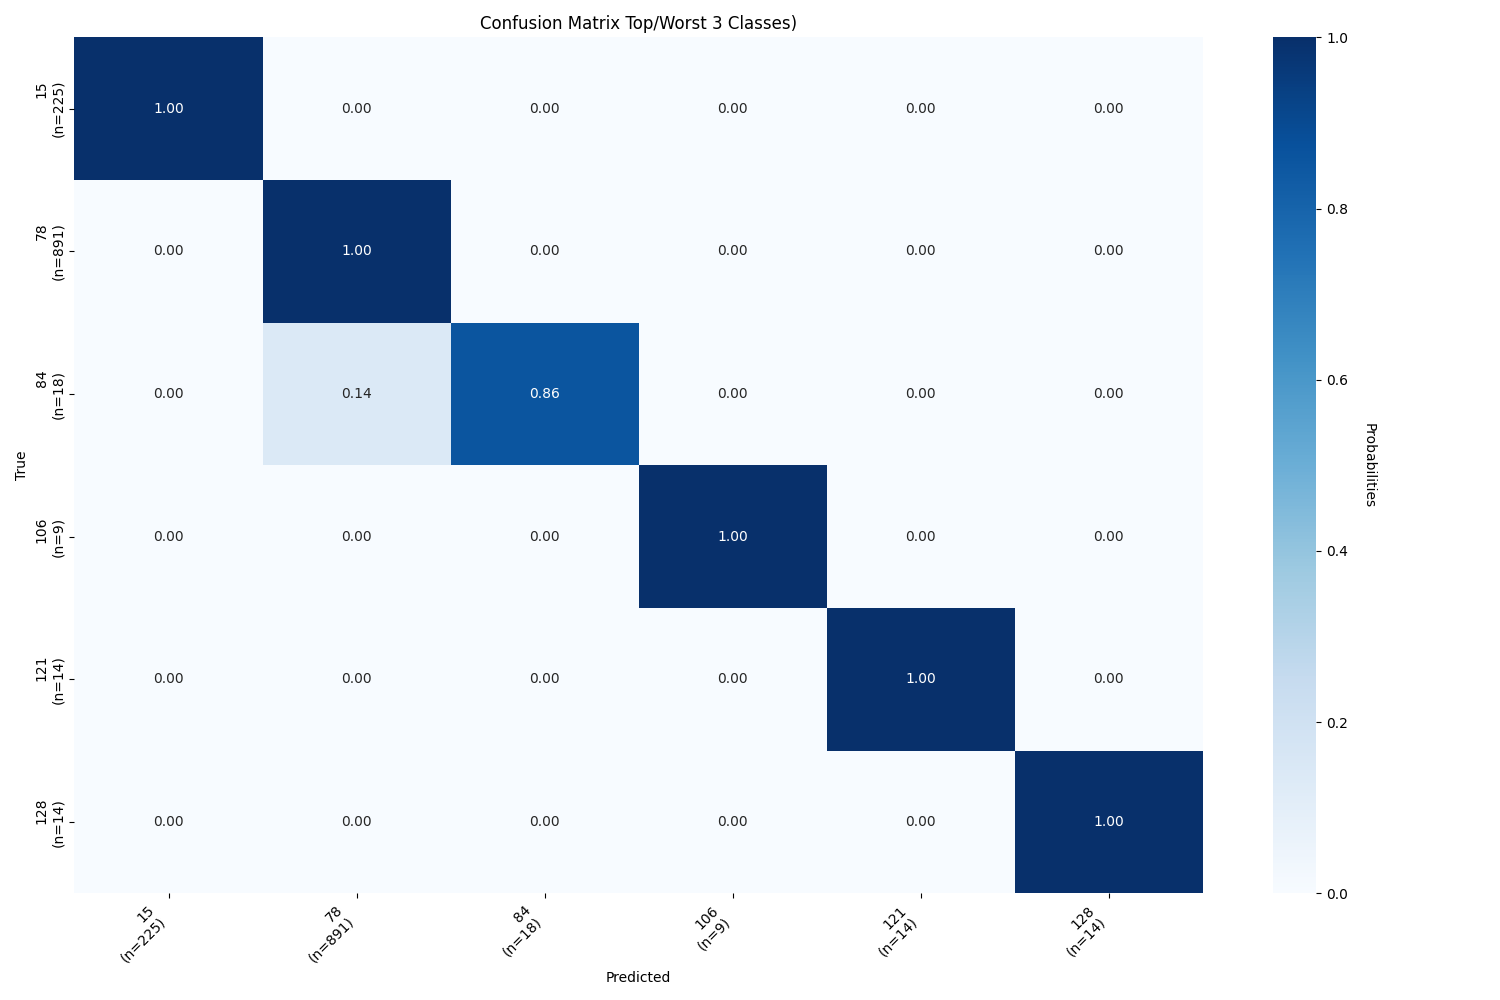 Confusion Matrix Top/Worst 3 Classes)
15
(n=225)
1.00 0.00 0.00 0.00 0.00 0.00
78
(n=891)
0.00 1.00 0.00 0.00 0.00 0.00
84
(n=18)
0.00 0.14 0.86 0.00 0.00 0.00
106
(n=9)
0.00 0.00 0.00 1.00 0.00 0.00
121
(n=14)
0.00 0.00 0.00 0.00 1.00 0.00
128
(n=14)
0.00 0.00 0.00 0.00 0.00 1.00
True
15
(n=225)
78
(n=891)
84
(n=18)
106
(n=9)
121
(n=14)
128
(n=14)
Predicted
1.0
0.8
0.6
0.4
0.2
0.0
Probabilities